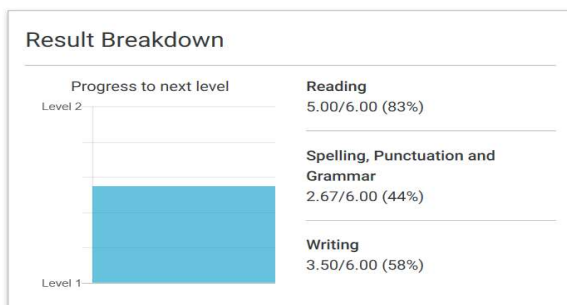 Result Breakdown
Progress to next level
Level 2
Level 1
Reading
5.00/6.00 (83%)
Spelling, Punctuation and
Grammar
2.67/6.00 (44%)
Writing
3.50/6.00 (58%)